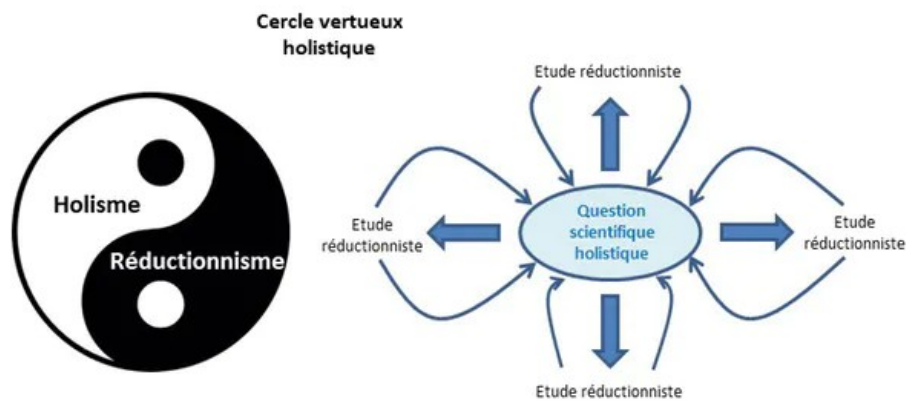 Cercle vertueux
holistique
Holisme
Réductionnisme
Etude réductionniste
Etude
réductionniste
Question
scientifique
holistique
Etude
réductionniste
Etude réductionniste